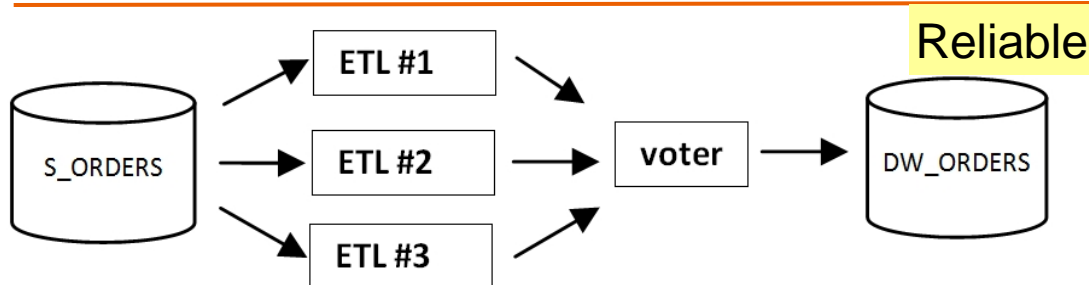 Reliable
ETL #1
S_ORDERS
ETL #2
voter
DW_ORDERS
ETL #3